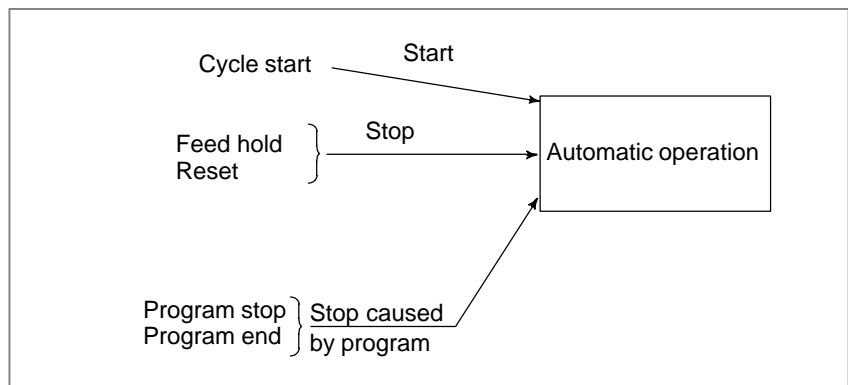 Start
Cycle start
Stop
Feed hold
Reset
Automatic operation
Program stop
Program end
Stop caused
by program